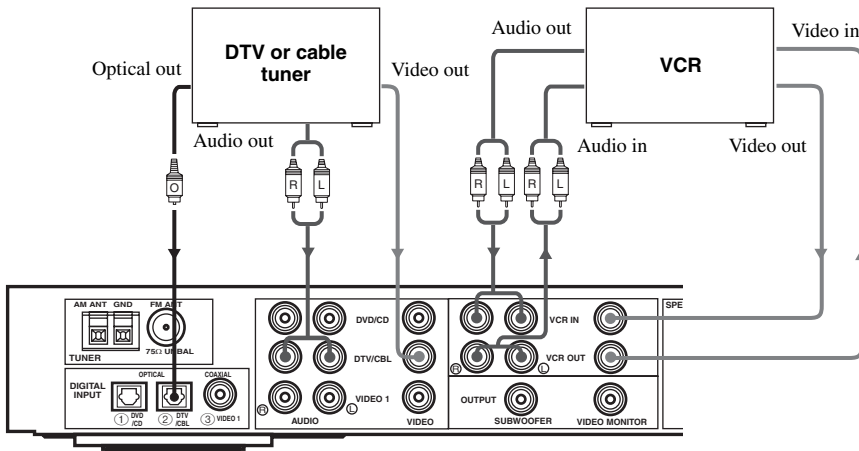 Audio out
Video in
DTV or cable
tuner
VCR
Optical out
Video out
Audio out
Audio in
Video out
O
R L
R L R L
AM ANT GND FM ANT
75Ω UNBAL
TUNER
DVD/CD
VCR IN
SPE
DTV/CBL
VCR OUT
R L
OPTICAL COAXIAL
DIGITAL
INPUT
1 DVD
/CD
2 DTV
/CBL
3 VIDEO 1
R L
VIDEO 1
AUDIO
VIDEO
OUTPUT
SUBWOOFER
VIDEO MONITOR